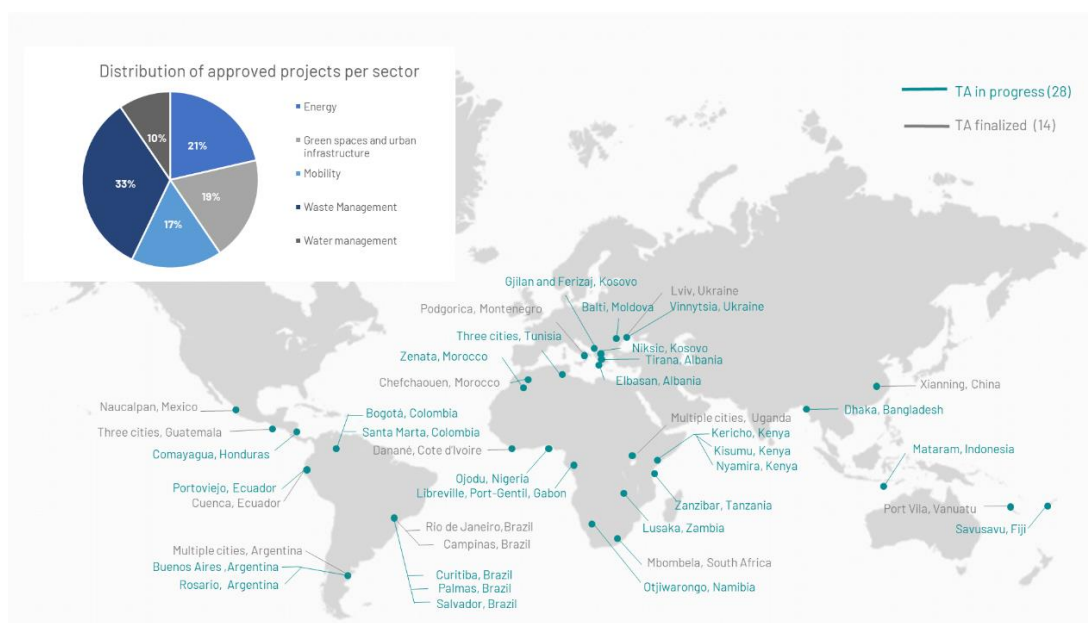 Distribution of approved projects per sector
21%
19%
17%
33%
10%
Energy
Green spaces and urban
infrastructure
Mobility
Waste Management
Water management
TA in progress (28)
TA finalized (14)
Gjilan and Ferizaj, Kosovo
Lviv, Ukraine
Podgorica, Montenegro
Balti, Moldova
Vinnytsia, Ukraine
Three cities, Tunisia
Niksic, Kosovo
Zenata, Morocco
Tirana, Albania
Chefchaouen, Morocco
Elbasan, Albania
Xianning, China
Naucalpan, Mexico
Bogotá, Colombia
Dhaka, Bangladesh
Multiple cities, Uganda
Three cities, Guatemala
Santa Marta, Colombia
Kericho, Kenya
Comayagua, Honduras
Danané, Cote d'Ivoire
Kisumu, Kenya
Mataram, Indonesia
Nyamira, Kenya
Ojodu, Nigeria
Portoviejo, Ecuador
Libreville, Port-Gentil, Gabon
Cuenca, Ecuador
Zanzibar, Tanzania
Port Vila, Vanuatu
Rio de Janeiro,Brazil
Lusaka, Zambia
Savusavu, Fiji
Campinas, Brazil
Multiple cities, Argentina
Buenos Aires ,Argentina
Mbombela, South Africa
Curitiba, Brazil
Rosario, Argentina
Palmas, Brazil
Otjiwarongo, Namibia
Salvador, Brazil